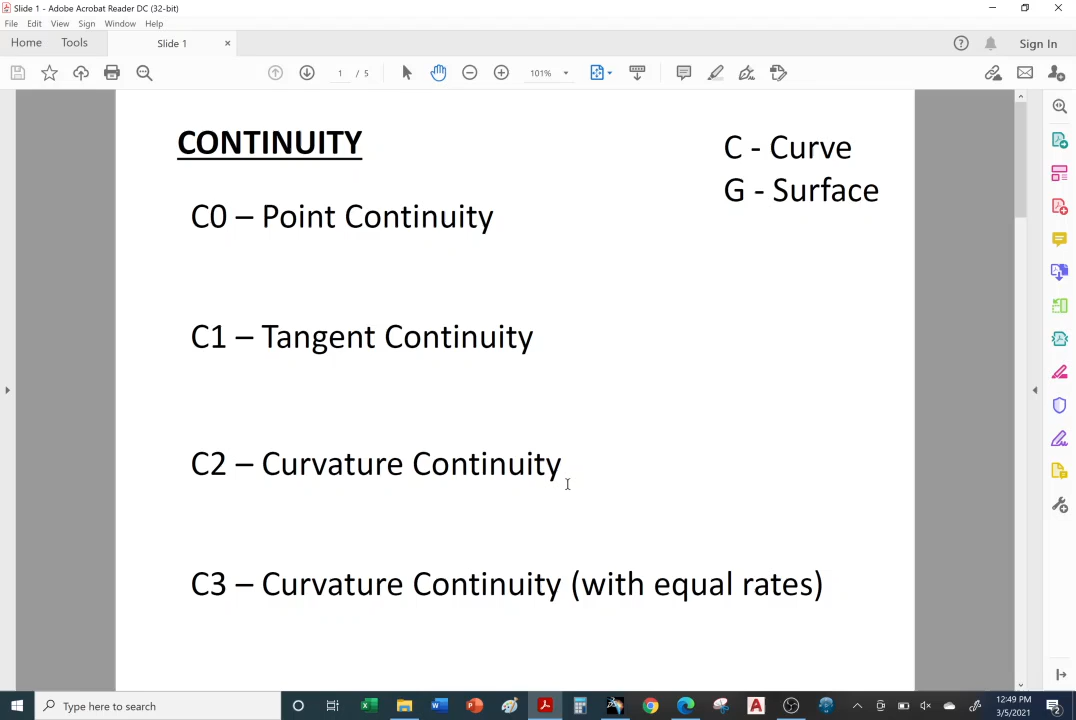 Slide 1 - Adobe Acrobat Reader DC (32-bit)
File Edit View Sign Window Help
Home Tools Slide 1 × Sign In
1 / 5 101%
CONTINUITY
C - Curve
G - Surface
C0 – Point Continuity
C1 – Tangent Continuity
C2 – Curvature Continuity
C3 – Curvature Continuity (with equal rates)
Type here to search
12:49 PM
3/5/2021